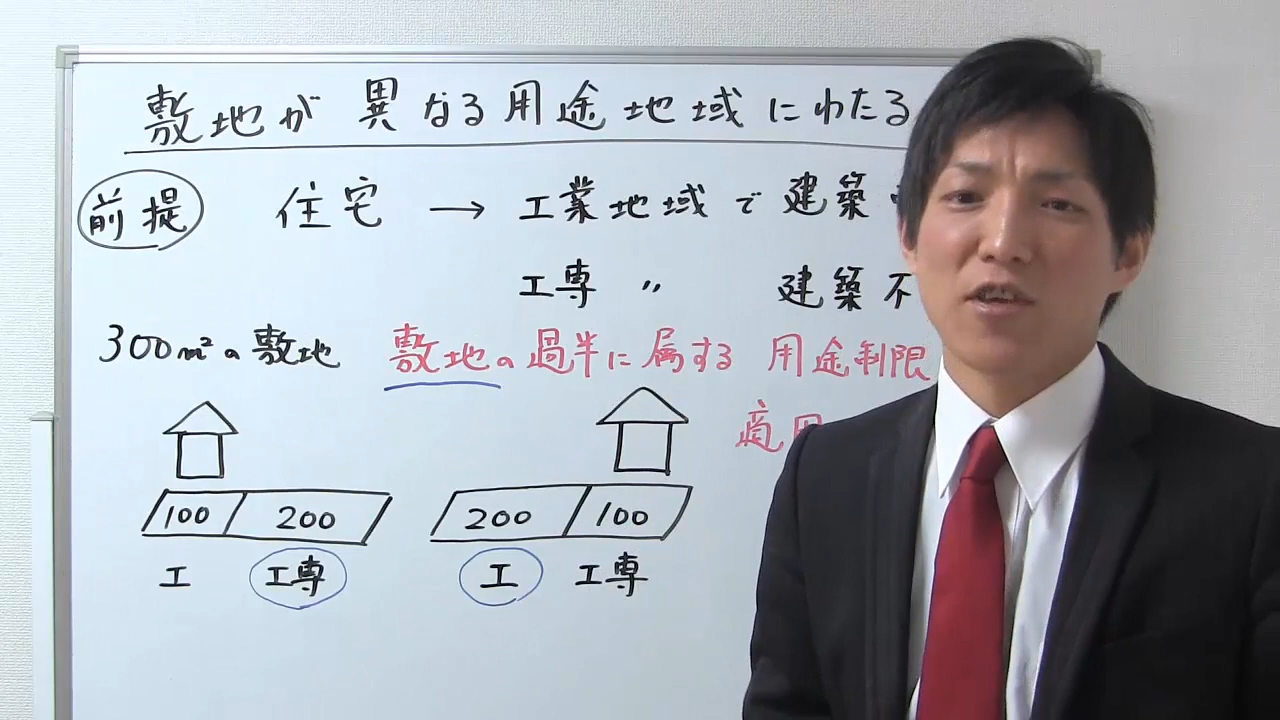 敷地が異なる用途地域にわたる
前提 住宅 → 工業地域で建築
工専 〃 建築不
300㎡の敷地 敷地の過半に属する 用途制限
適用
100 200 200 100
工 工専 工 工専